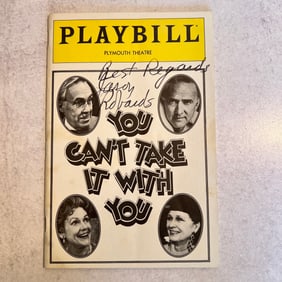 PLAYBILL
PLYMOUTH THEATRE
Best Regards
Jason
Robards
YOU
CAN'T TAKE
IT WITH
YOU